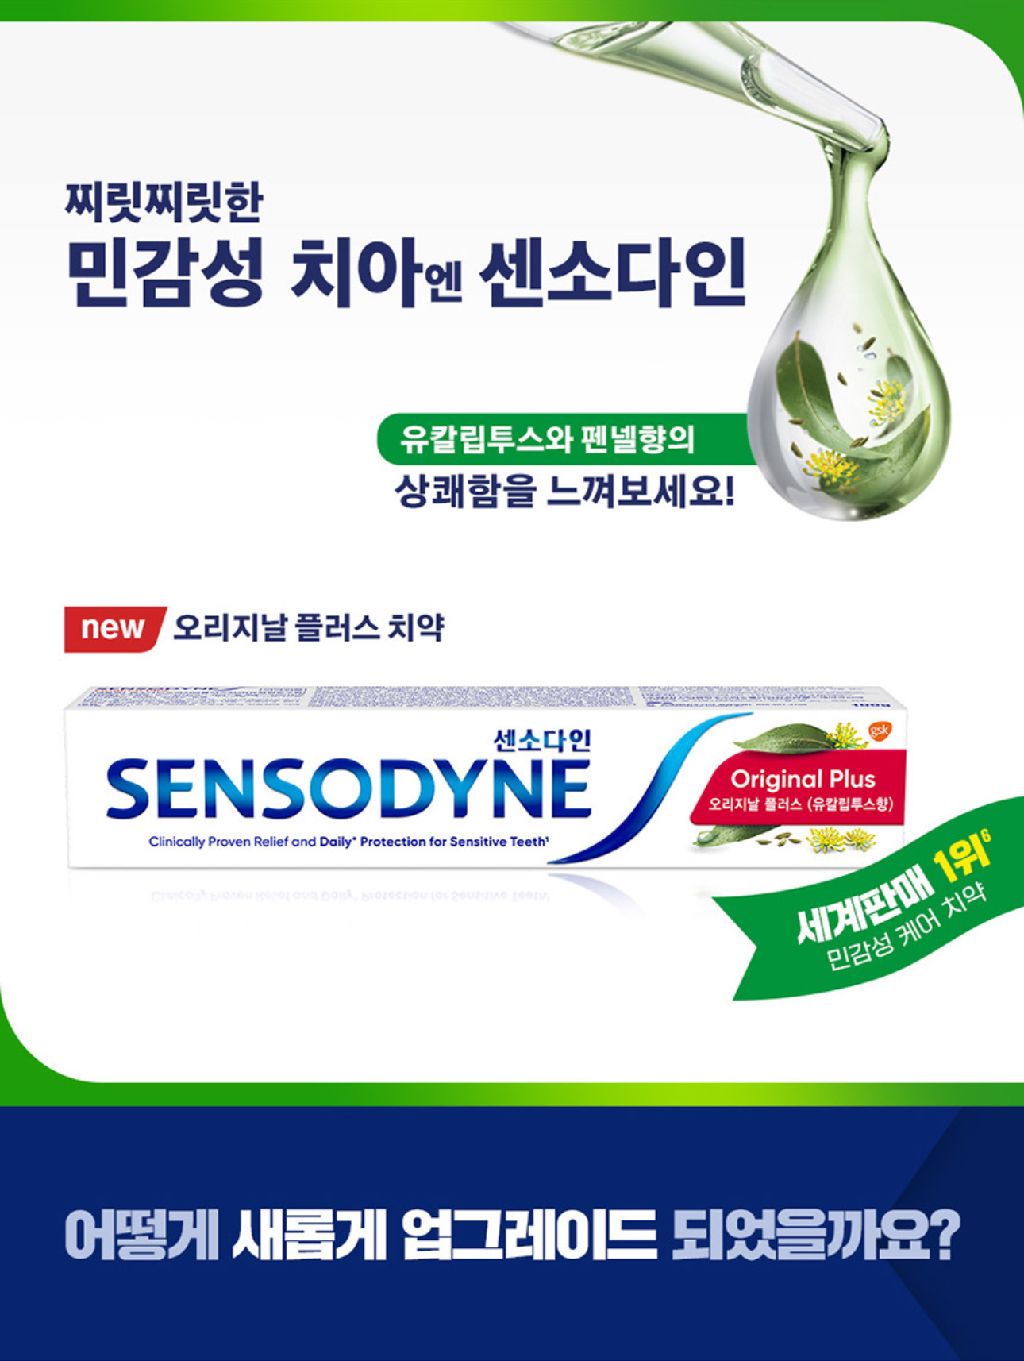 찌릿찌릿한
민감성 치아엔 센소다인
유칼립투스와 펜넬향의
상쾌함을 느껴보세요!
new 오리지날 플러스 치약
SENSODYNE
센소다인
SENSODYNE
Clinically Proven Relief and Daily* Protection for Sensitive Teeth¹
gsk
Original Plus
오리지날 플러스 (유칼립투스향)
세계판매 1위⁶
민감성 케어 치약
어떻게 새롭게 업그레이드 되었을까요?